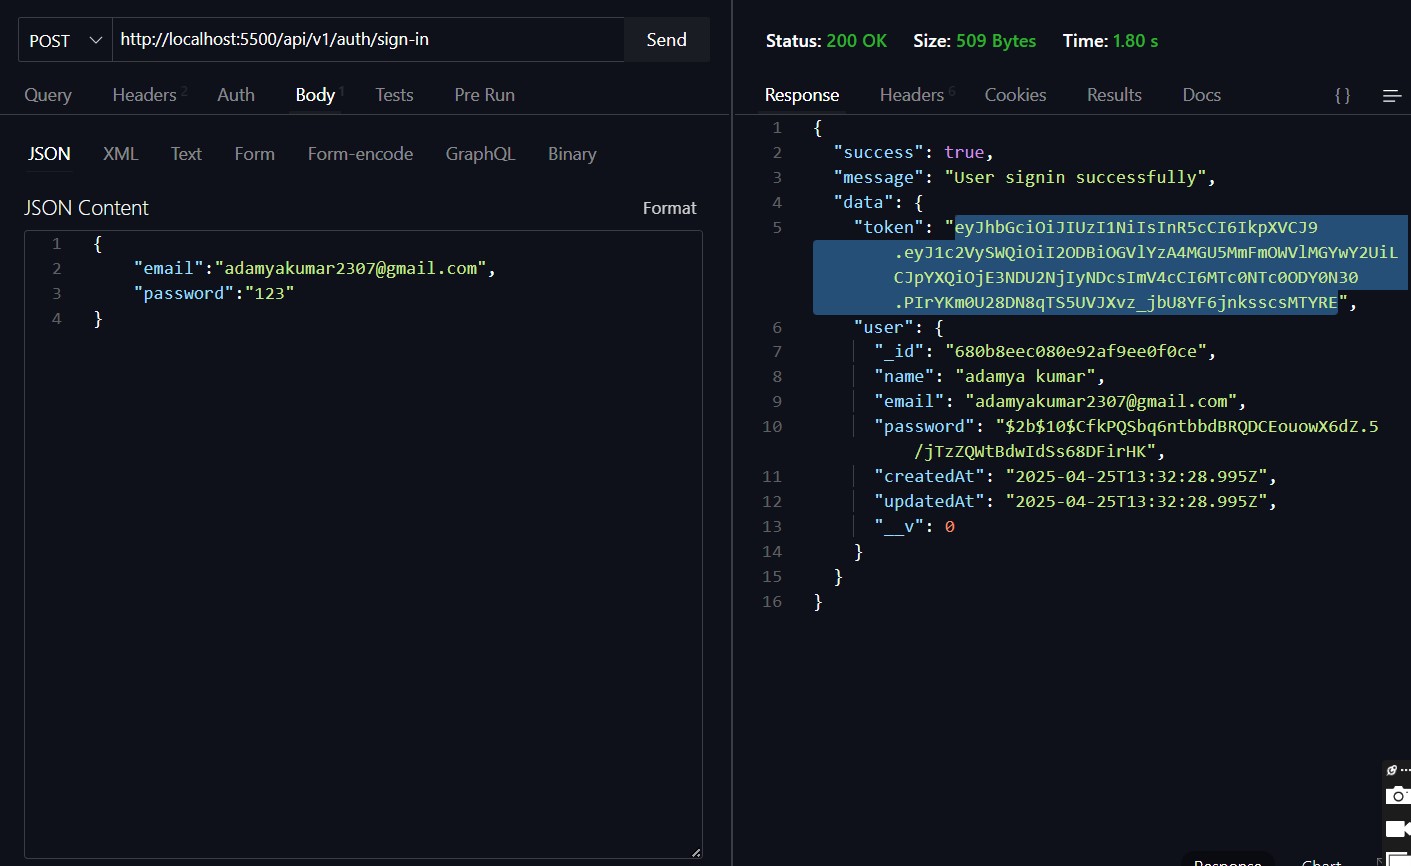 POST http://localhost:5500/api/v1/auth/sign-in Send
Query Headers 2 Auth Body 1 Tests Pre Run
JSON XML Text Form Form-encode GraphQL Binary
JSON Content Format
1 {
2 "email":"adamyakumar2307@gmail.com",
3 "password":"123"
4 }
Status: 200 OK Size: 509 Bytes Time: 1.80 s
Response Headers 6 Cookies Results Docs {}
1 {
2 "success": true,
3 "message": "User signin successfully",
4 "data": {
5 "token": "eyJhbGciOiJIUzI1NiIsInR5cCI6IkpXVCJ9
.eyJ1c2VySWQiOiI2ODBiOGVlYzA4MGU5MmFmOWVlMGYwY2UiL
CJpYXQiOjE3NDU2NjIyNDcsImV4cCI6MTc0NTc0ODY0N30
.PIrYKm0U28DN8qTS5UVJXvz_jbU8YF6jnksscsMTYRE",
6 "user": {
7 "_id": "680b8eec080e92af9ee0f0ce",
8 "name": "adamya kumar",
9 "email": "adamyakumar2307@gmail.com",
10 "password": "$2b$10$CfkPQSbq6ntbbdBRQDCEouowX6dZ.5
/jTzZQWtBdwIdSs68DFirHK",
11 "createdAt": "2025-04-25T13:32:28.995Z",
12 "updatedAt": "2025-04-25T13:32:28.995Z",
13 "__v": 0
14 }
15 }
16 }
Response Chart